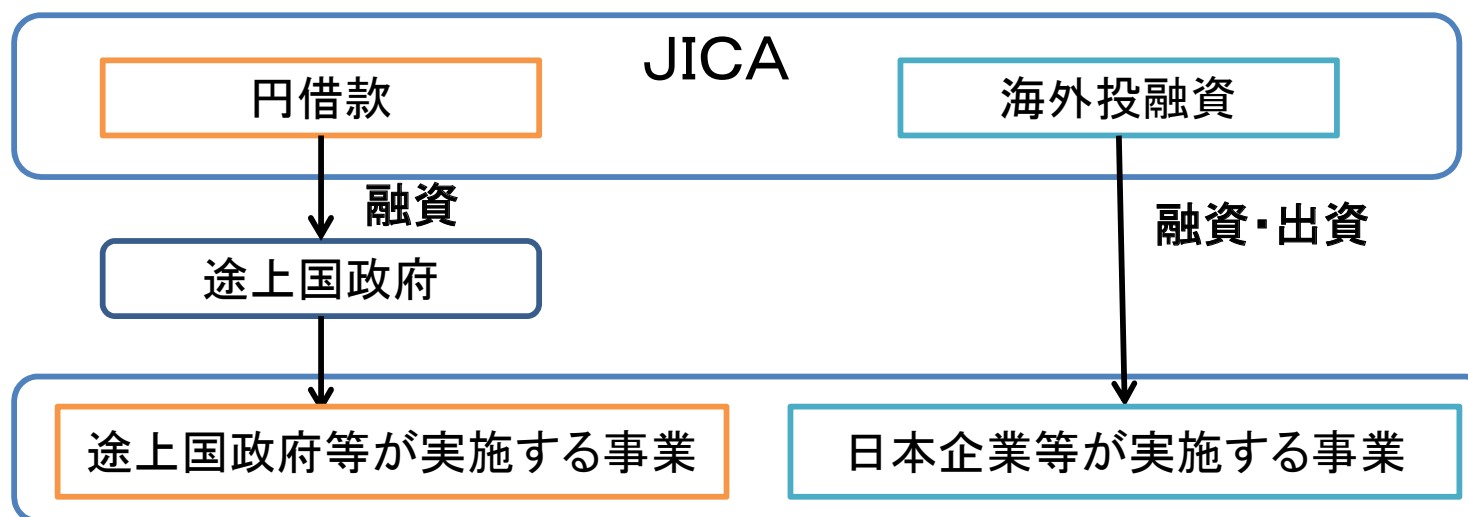 JICA
円借款
海外投融資
融資
融資・出資
途上国政府
途上国政府等が実施する事業
日本企業等が実施する事業